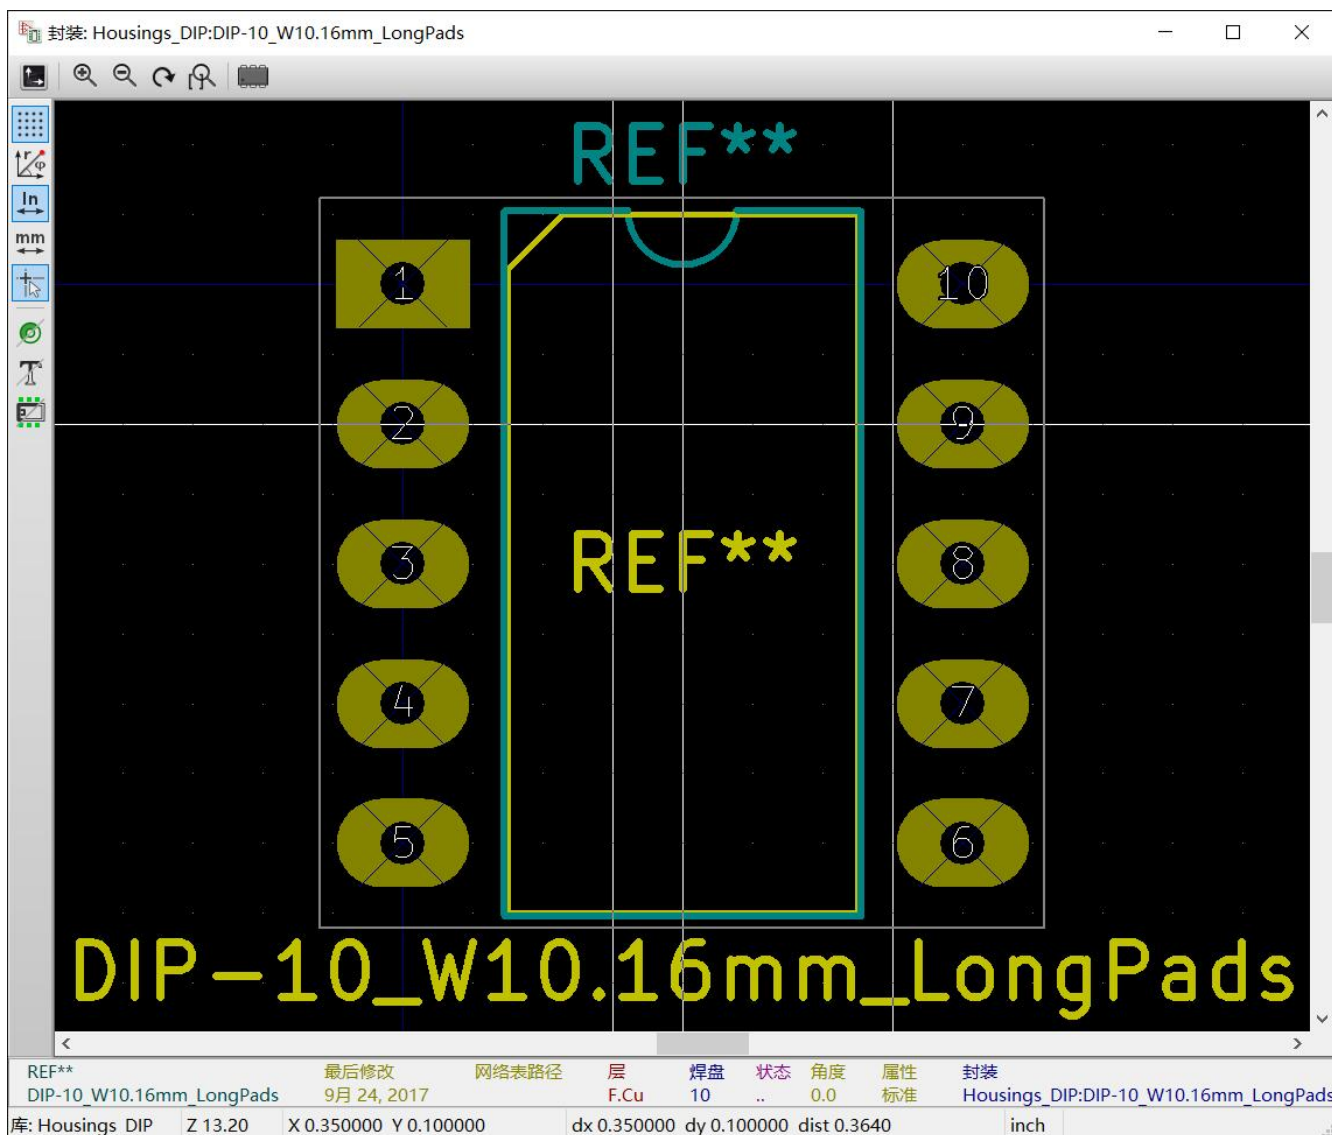 封装: Housings_DIP:DIP-10_W10.16mm_LongPads
In
mm
REF**
1
10
2
9
3
REF**
8
4
7
5
6
DIP-10_W10.16mm_LongPads
REF** 最后修改 网络表路径 层 焊盘 状态 角度 属性 封装
DIP-10_W10.16mm_LongPads 9月 24, 2017 F.Cu 10 .. 0.0 标准 Housings_DIP:DIP-10_W10.16mm_LongPads
库: Housings_DIP Z 13.20 X 0.350000 Y 0.100000 dx 0.350000 dy 0.100000 dist 0.3640 inch